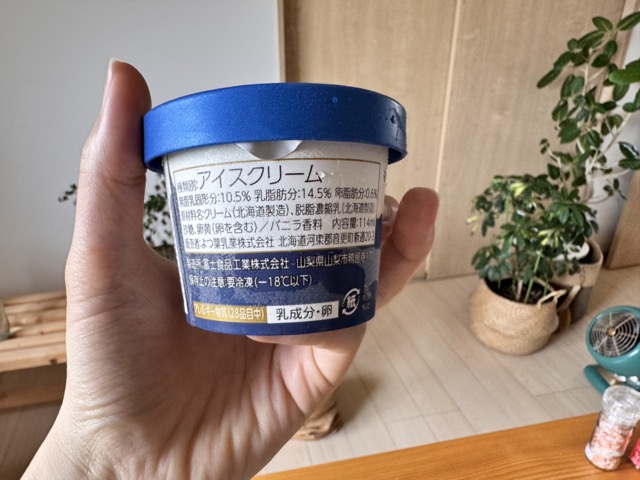 種類別:アイスクリーム
無脂乳固形分:10.5% 乳脂肪分:14.5% 卵脂肪分:0.6%
原材料名:クリーム(北海道製造)、脱脂濃縮乳(北海道製造)、
砂糖、卵黄(卵を含む)/バニラ香料 内容量:114ml
販売者:よつ葉乳業株式会社 北海道河東郡音更町新通20-3
製造所:富士食品工業株式会社 山梨県山梨市鴨居寺
保存上の注意:要冷凍(-18℃以下)
アレルギー物質(28品目中) 乳成分・卵
紙